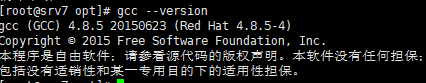 [root@srv7 opt]# gcc --version
gcc (GCC) 4.8.5 20150623 (Red Hat 4.8.5-4)
Copyright © 2015 Free Software Foundation, Inc.
本程序是自由软件；请参看源代码的版权声明。本软件没有任何担保；
包括没有适销性和某一专用目的下的适用性担保。